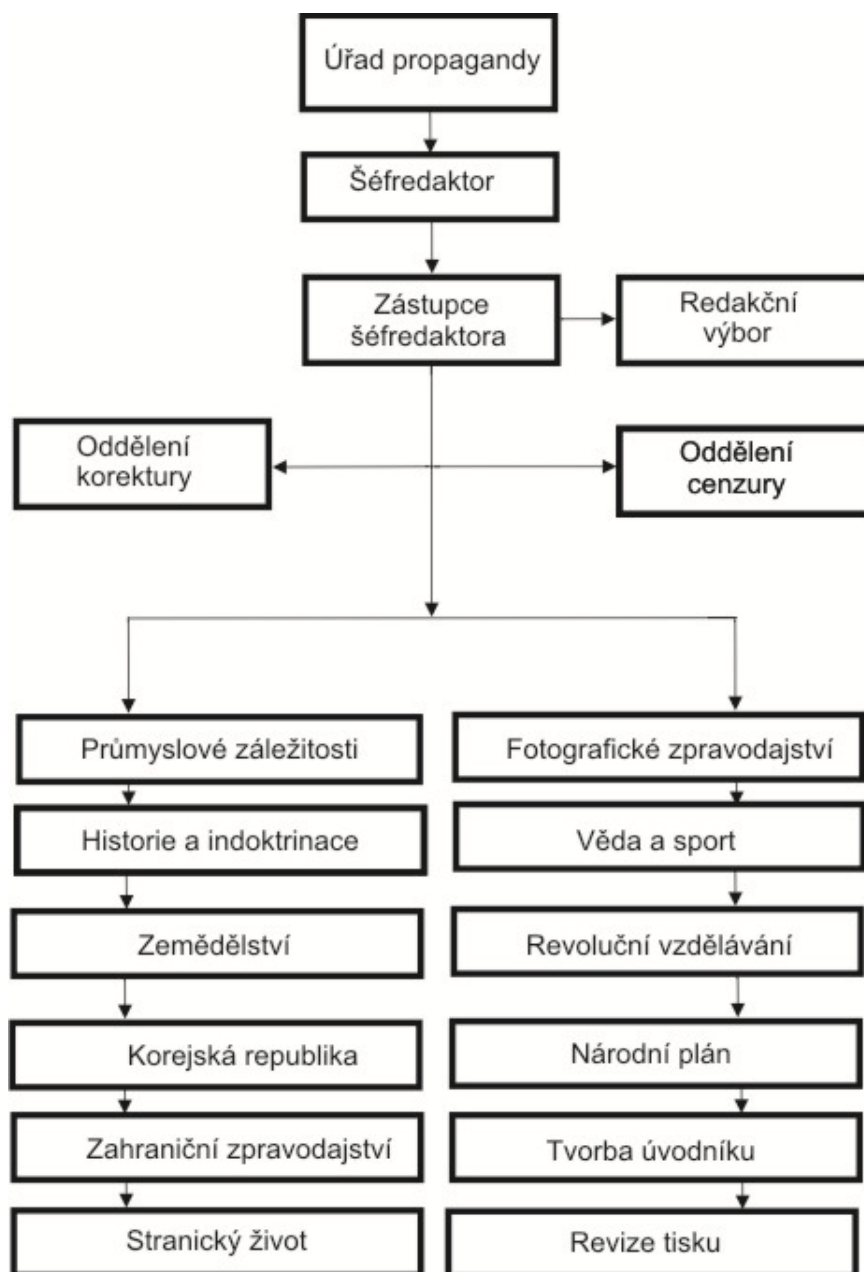 Úřad propagandy
Šéfredaktor
Zástupce
šéfredaktora
Redakční
výbor
Oddělení
korektury
Oddělení
cenzury
Průmyslové záležitosti
Fotografické zpravodajství
Historie a indoktrinace
Věda a sport
Zemědělství
Revoluční vzdělávání
Korejská republika
Národní plán
Zahraniční zpravodajství
Tvorba úvodníku
Stranický život
Revize tisku